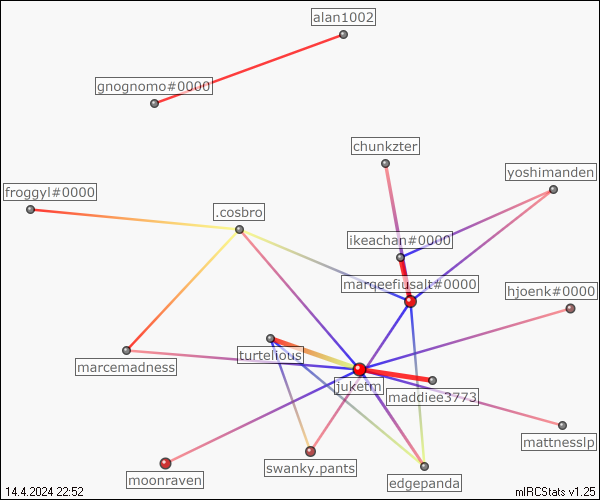 alan1002
gnognomo#0000
chunkzter
yoshimanden
froggyl#0000
.cosbro
ikeachan#0000
marqeefiusalt#0000
hjoenk#0000
turtelious
marcemadness
juketm
maddiee3773
mattnesslp
swanky.pants
moonraven
edgepanda
14.4.2024 22:52
mIRCStats v1.25